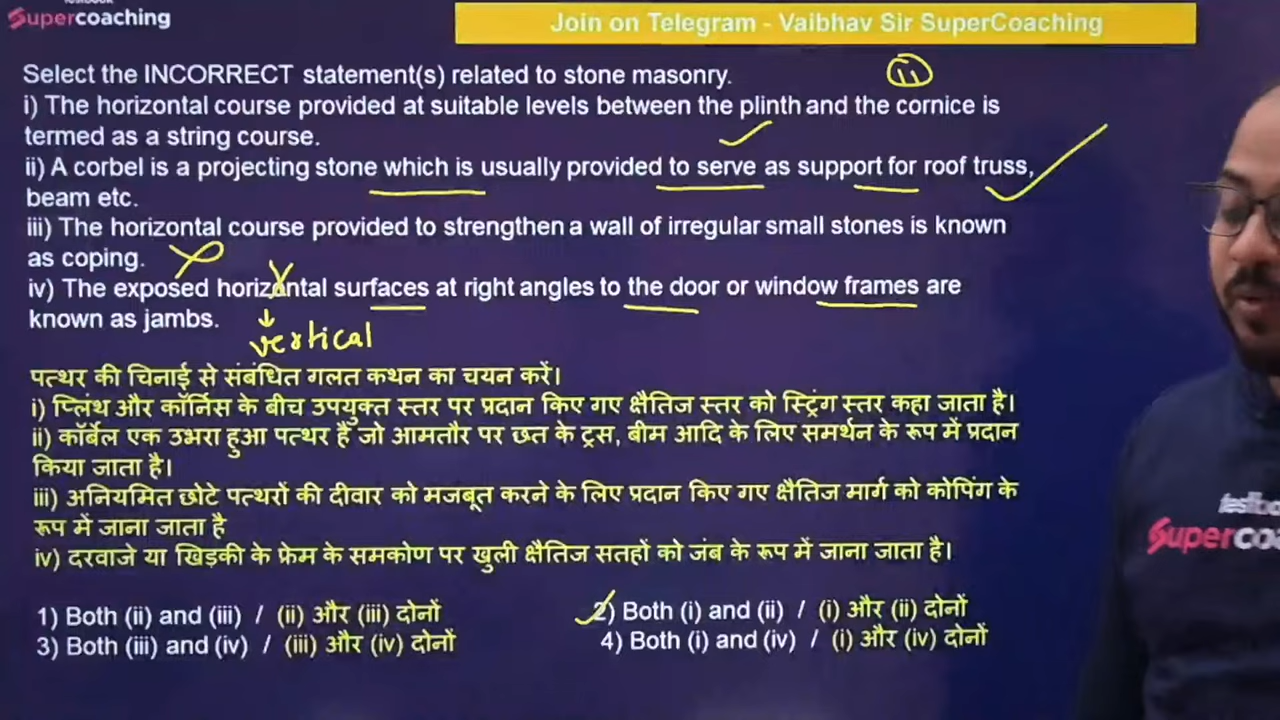 testbook
Supercoaching
Join on Telegram - Vaibhav Sir SuperCoaching
Select the INCORRECT statement(s) related to stone masonry.
ii
i) The horizontal course provided at suitable levels between the plinth and the cornice is
termed as a string course.
ii) A corbel is a projecting stone which is usually provided to serve as support for roof truss,
beam etc.
iii) The horizontal course provided to strengthen a wall of irregular small stones is known
as coping.
iv) The exposed horizontal surfaces at right angles to the door or window frames are
known as jambs.
vertical
पत्थर की चिनाई से संबंधित गलत कथन का चयन करें।
i) प्लिंथ और कॉर्निस के बीच उपयुक्त स्तर पर प्रदान किए गए क्षैतिज स्तर को स्ट्रिंग स्तर कहा जाता है।
ii) कॉर्बेल एक उभरा हुआ पत्थर है जो आमतौर पर छत के ट्रस, बीम आदि के लिए समर्थन के रूप में प्रदान
किया जाता है।
iii) अनियमित छोटे पत्थरों की दीवार को मजबूत करने के लिए प्रदान किए गए क्षैतिज मार्ग को कोपिंग के
रूप में जाना जाता है
iv) दरवाजे या खिड़की के फ्रेम के समकोण पर खुली क्षैतिज सतहों को जंब के रूप में जाना जाता है।
1) Both (ii) and (iii) / (ii) और (iii) दोनों
2) Both (i) and (ii) / (i) और (ii) दोनों
3) Both (iii) and (iv) / (iii) और (iv) दोनों
4) Both (i) and (iv) / (i) और (iv) दोनों